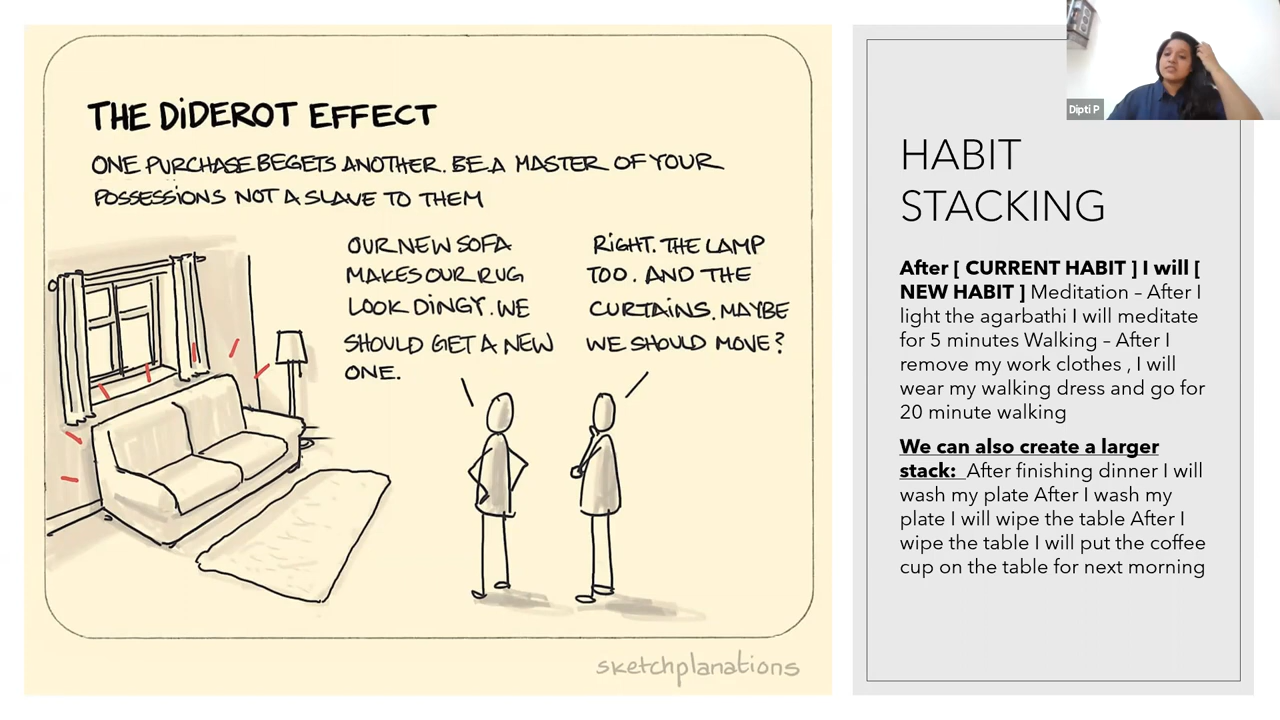 THE DIDEROT EFFECT
ONE PURCHASE BEGETS ANOTHER. BE A MASTER OF YOUR
POSSESSIONS NOT A SLAVE TO THEM
OUR NEW SOFA
MAKES OUR RUG
LOOK DINGY. WE
SHOULD GET A NEW
ONE.
RIGHT. THE LAMP
TOO. AND THE
CURTAINS. MAYBE
WE SHOULD MOVE?
sketchplanations
Dipti P
HABIT
STACKING
After [ CURRENT HABIT ] I will [
NEW HABIT ] Meditation – After I
light the agarbathi I will meditate
for 5 minutes Walking – After I
remove my work clothes , I will
wear my walking dress and go for
20 minute walking
We can also create a larger
stack: After finishing dinner I will
wash my plate After I wash my
plate I will wipe the table After I
wipe the table I will put the coffee
cup on the table for next morning